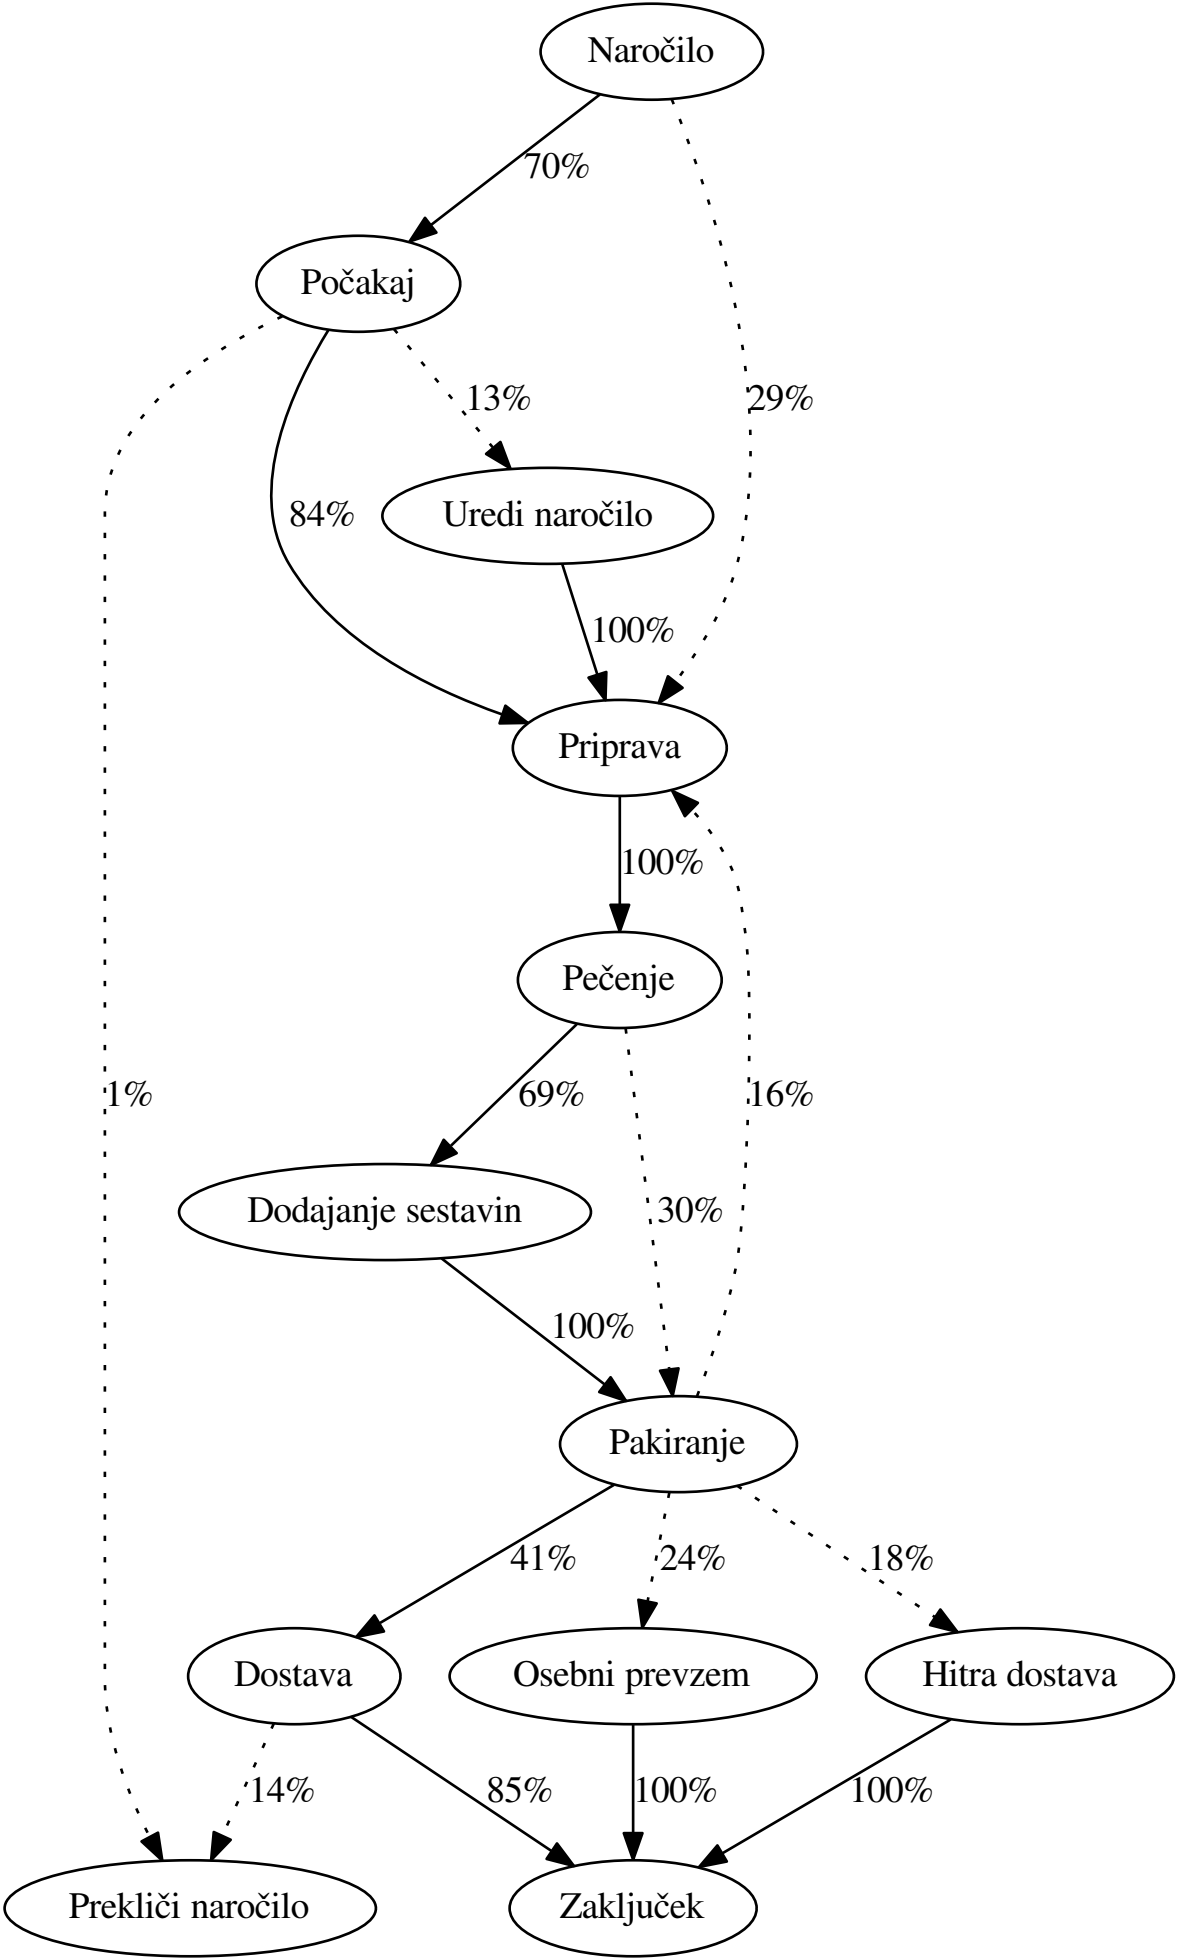 Naročilo
70%
Počakaj
13%
29%
84%
Uredi naročilo
100%
Priprava
100%
Pečenje
1%
69%
16%
Dodajanje sestavin
30%
100%
Pakiranje
41%
24%
18%
Dostava
Osebni prevzem
Hitra dostava
14%
85%
100%
100%
Prekliči naročilo
Zaključek